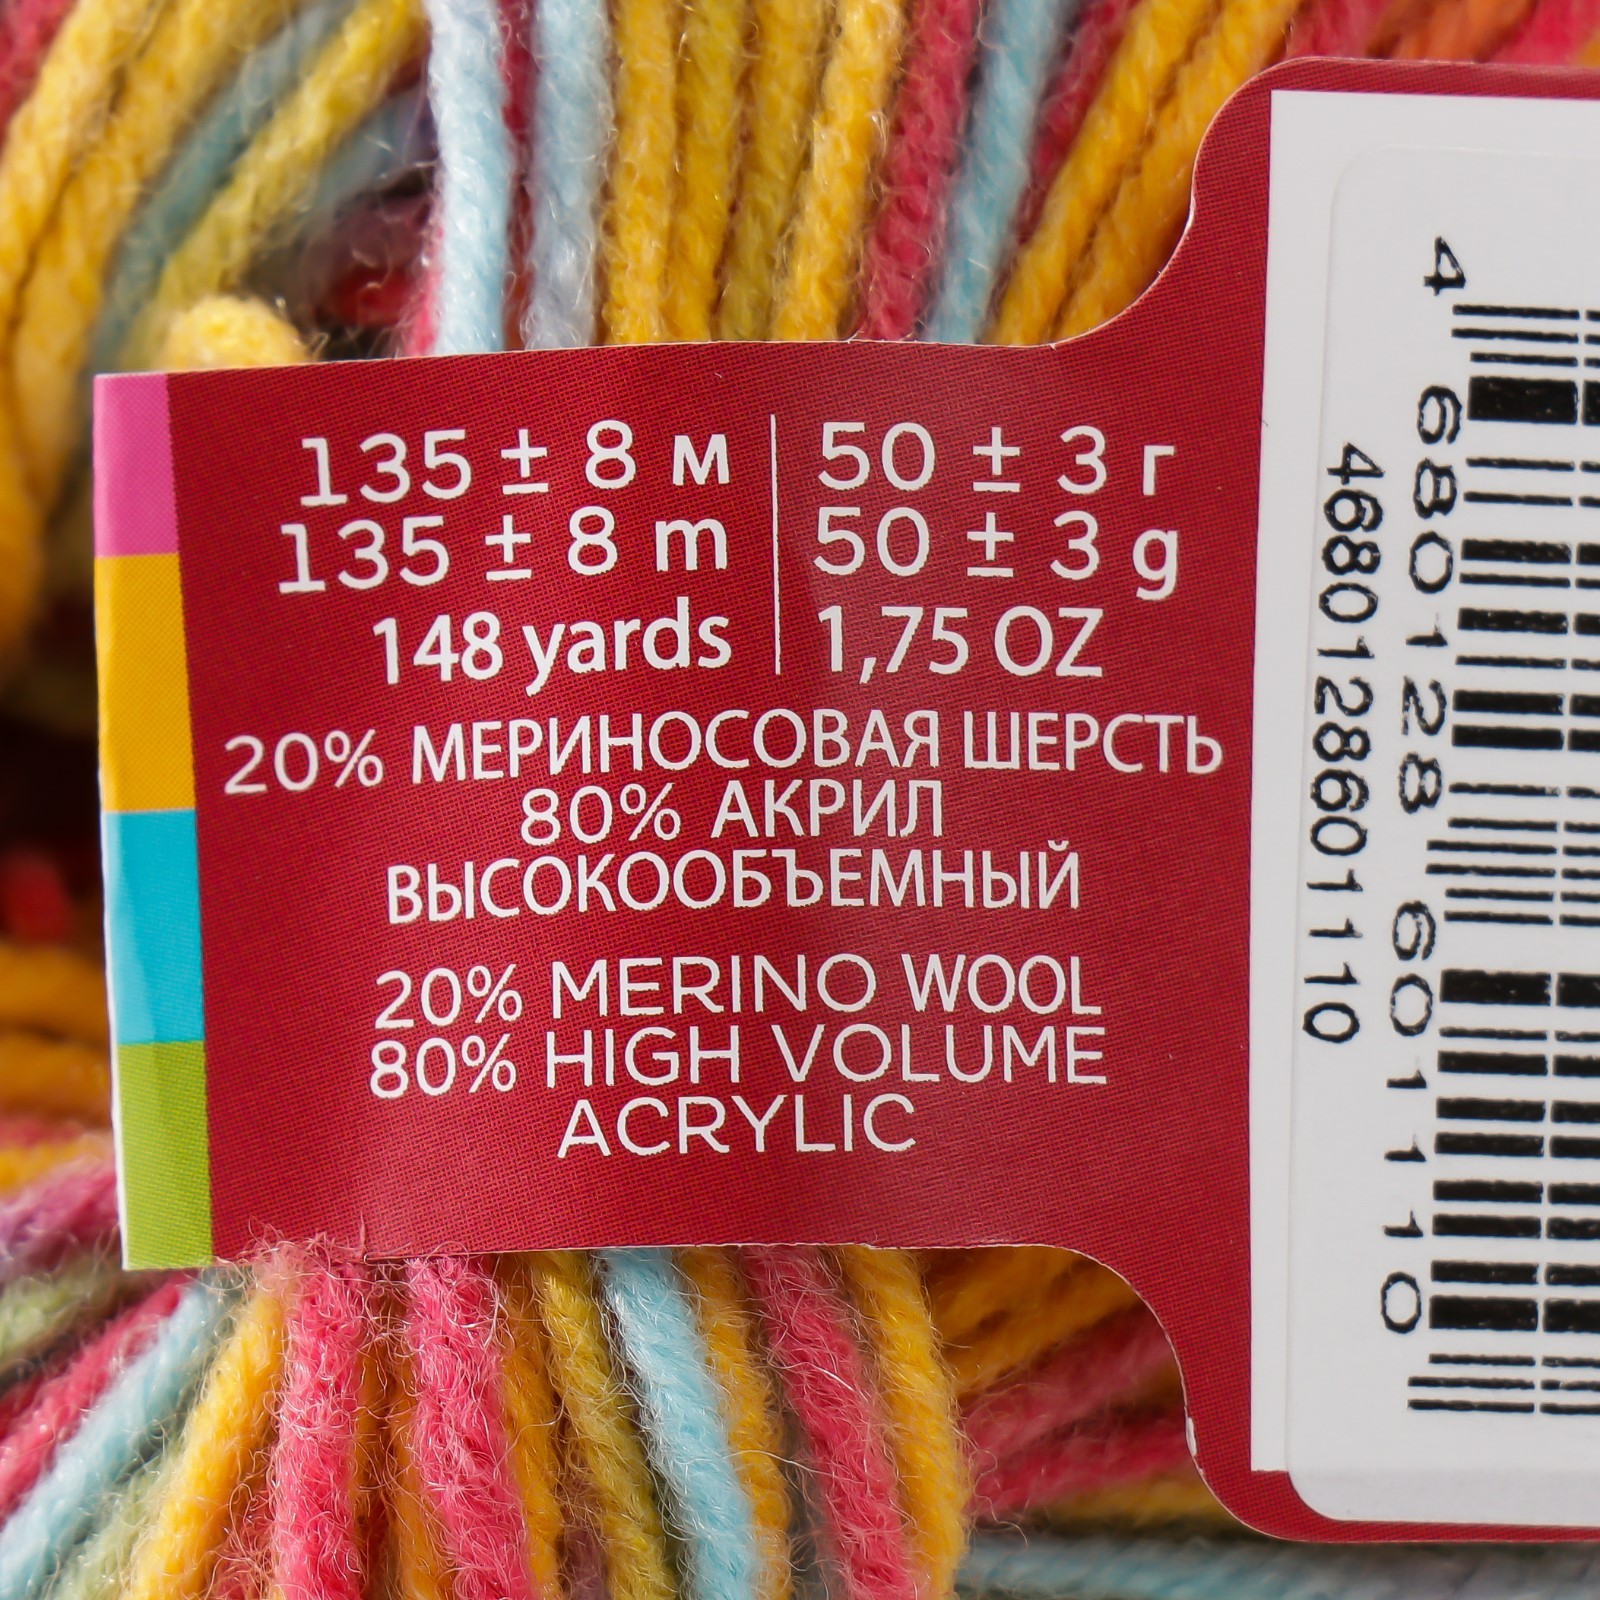 135 ± 8 м
50 ± 3 г
135 ± 8 m
50 ± 3 g
148 yards
1,75 OZ
20% МЕРИНОСОВАЯ ШЕРСТЬ
80% АКРИЛ
ВЫСОКООБЪЕМНЫЙ
20% MERINO WOOL
80% HIGH VOLUME
ACRYLIC
4 680128 601110
4680128601110